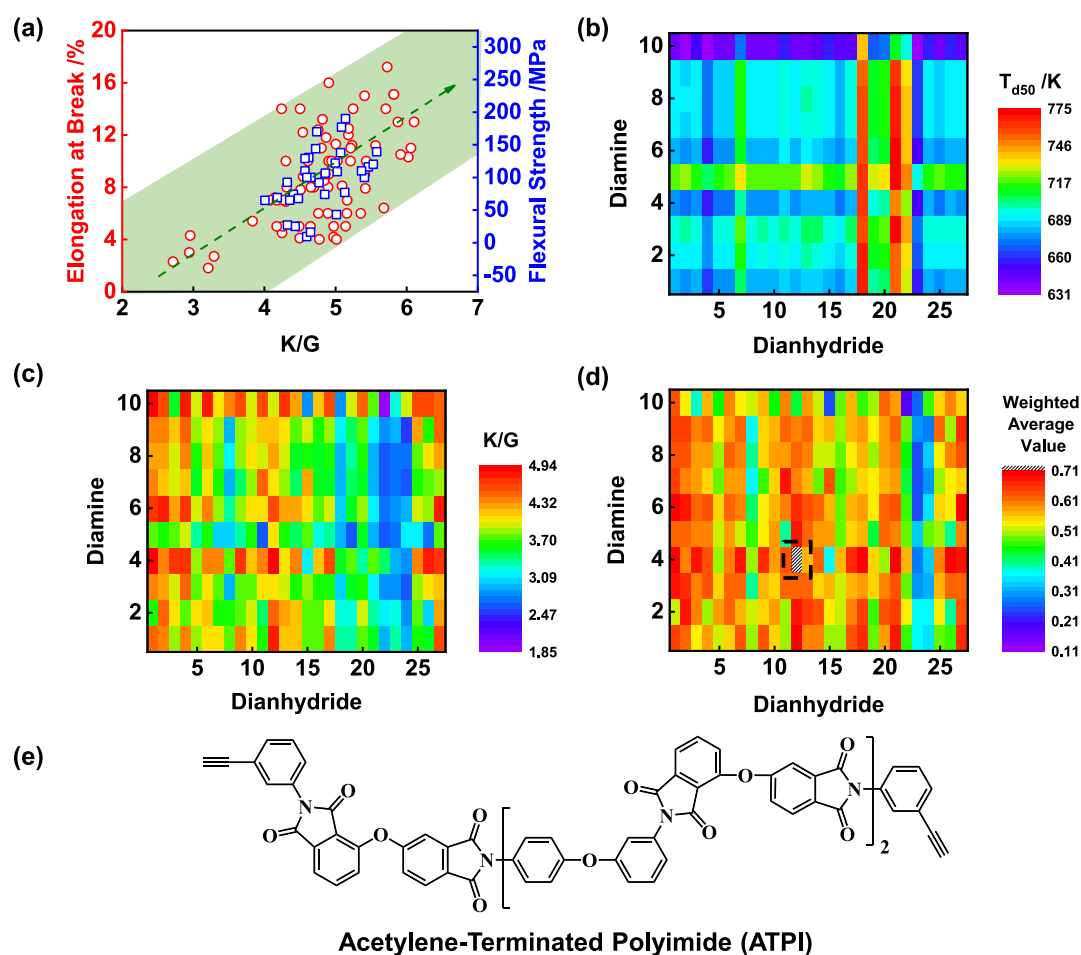 (a)
Elongation at Break /%
20
16
12
8
4
0
2
3
4
5
6
7
K/G
300
250
200
150
100
50
0
-50
Flexural Strength /MPa
(b)
Diamine
10
8
6
4
2
5
10
15
20
25
Dianhydride
T_d50 /K
775
746
717
689
660
631
(c)
Diamine
10
8
6
4
2
5
10
15
20
25
Dianhydride
K/G
4.94
4.32
3.70
3.09
2.47
1.85
(d)
Diamine
10
8
6
4
2
5
10
15
20
25
Dianhydride
Weighted
Average
Value
0.71
0.61
0.51
0.41
0.31
0.21
0.11
(e)
O
N
O
O
O
N
O
O
O
N
O
O
O
N
O
2
Acetylene-Terminated Polyimide (ATPI)